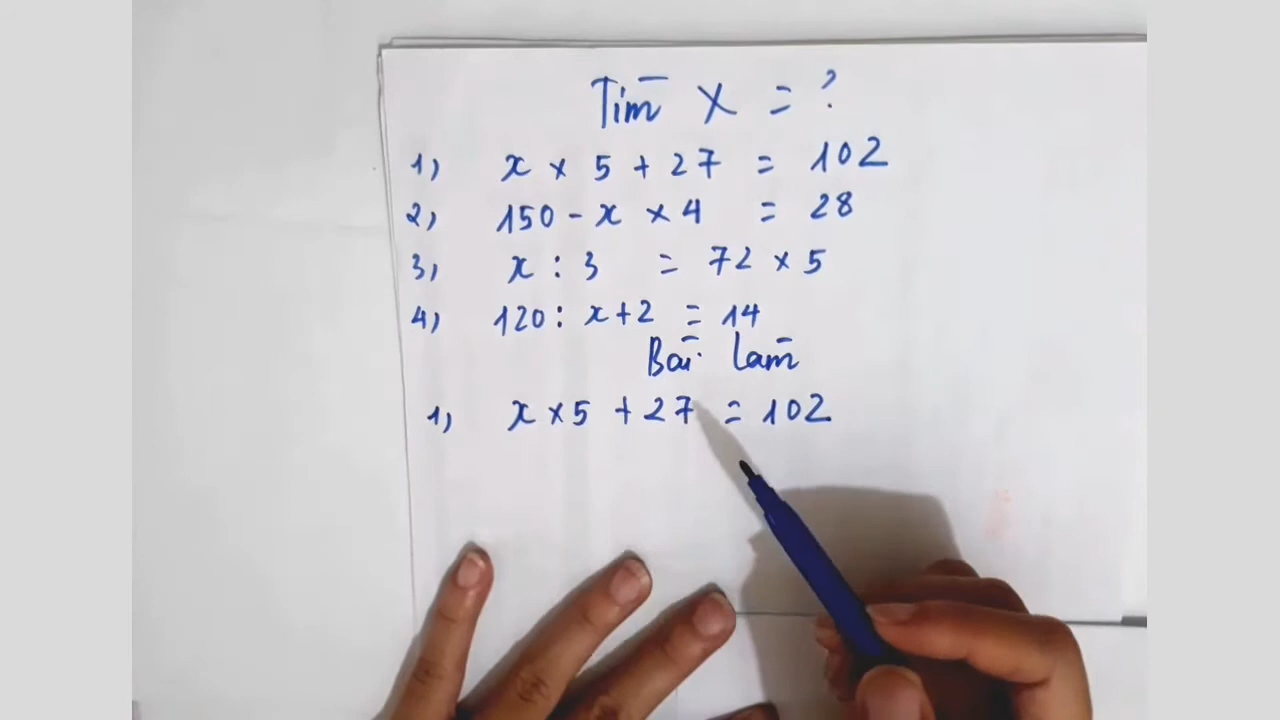 Tìm X = ?
1, x × 5 + 27 = 102
2, 150 - x × 4 = 28
3, x : 3 = 72 × 5
4, 120 : x + 2 = 14
Bài làm
1, x × 5 + 27 = 102